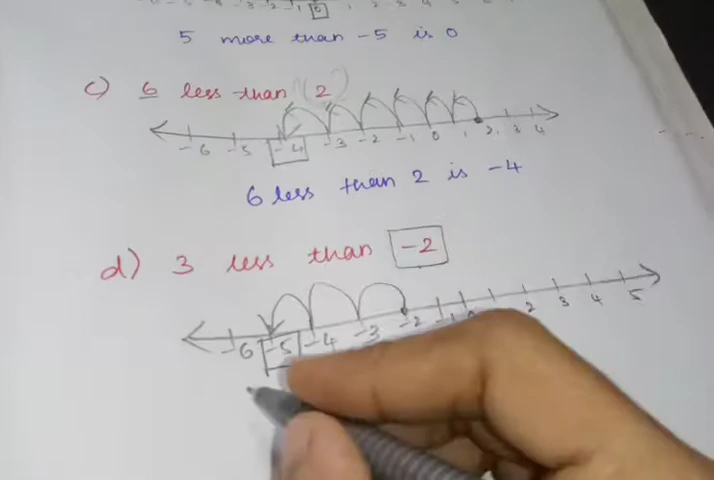 5 more than -5 is 0
c) 6 less than (2)
-6 -5 -4 -3 -2 -1 0 1 2 3 4
6 less than 2 is -4
d) 3 less than -2
-6 -5 -4 -3 -2 -1 2 3 4 5